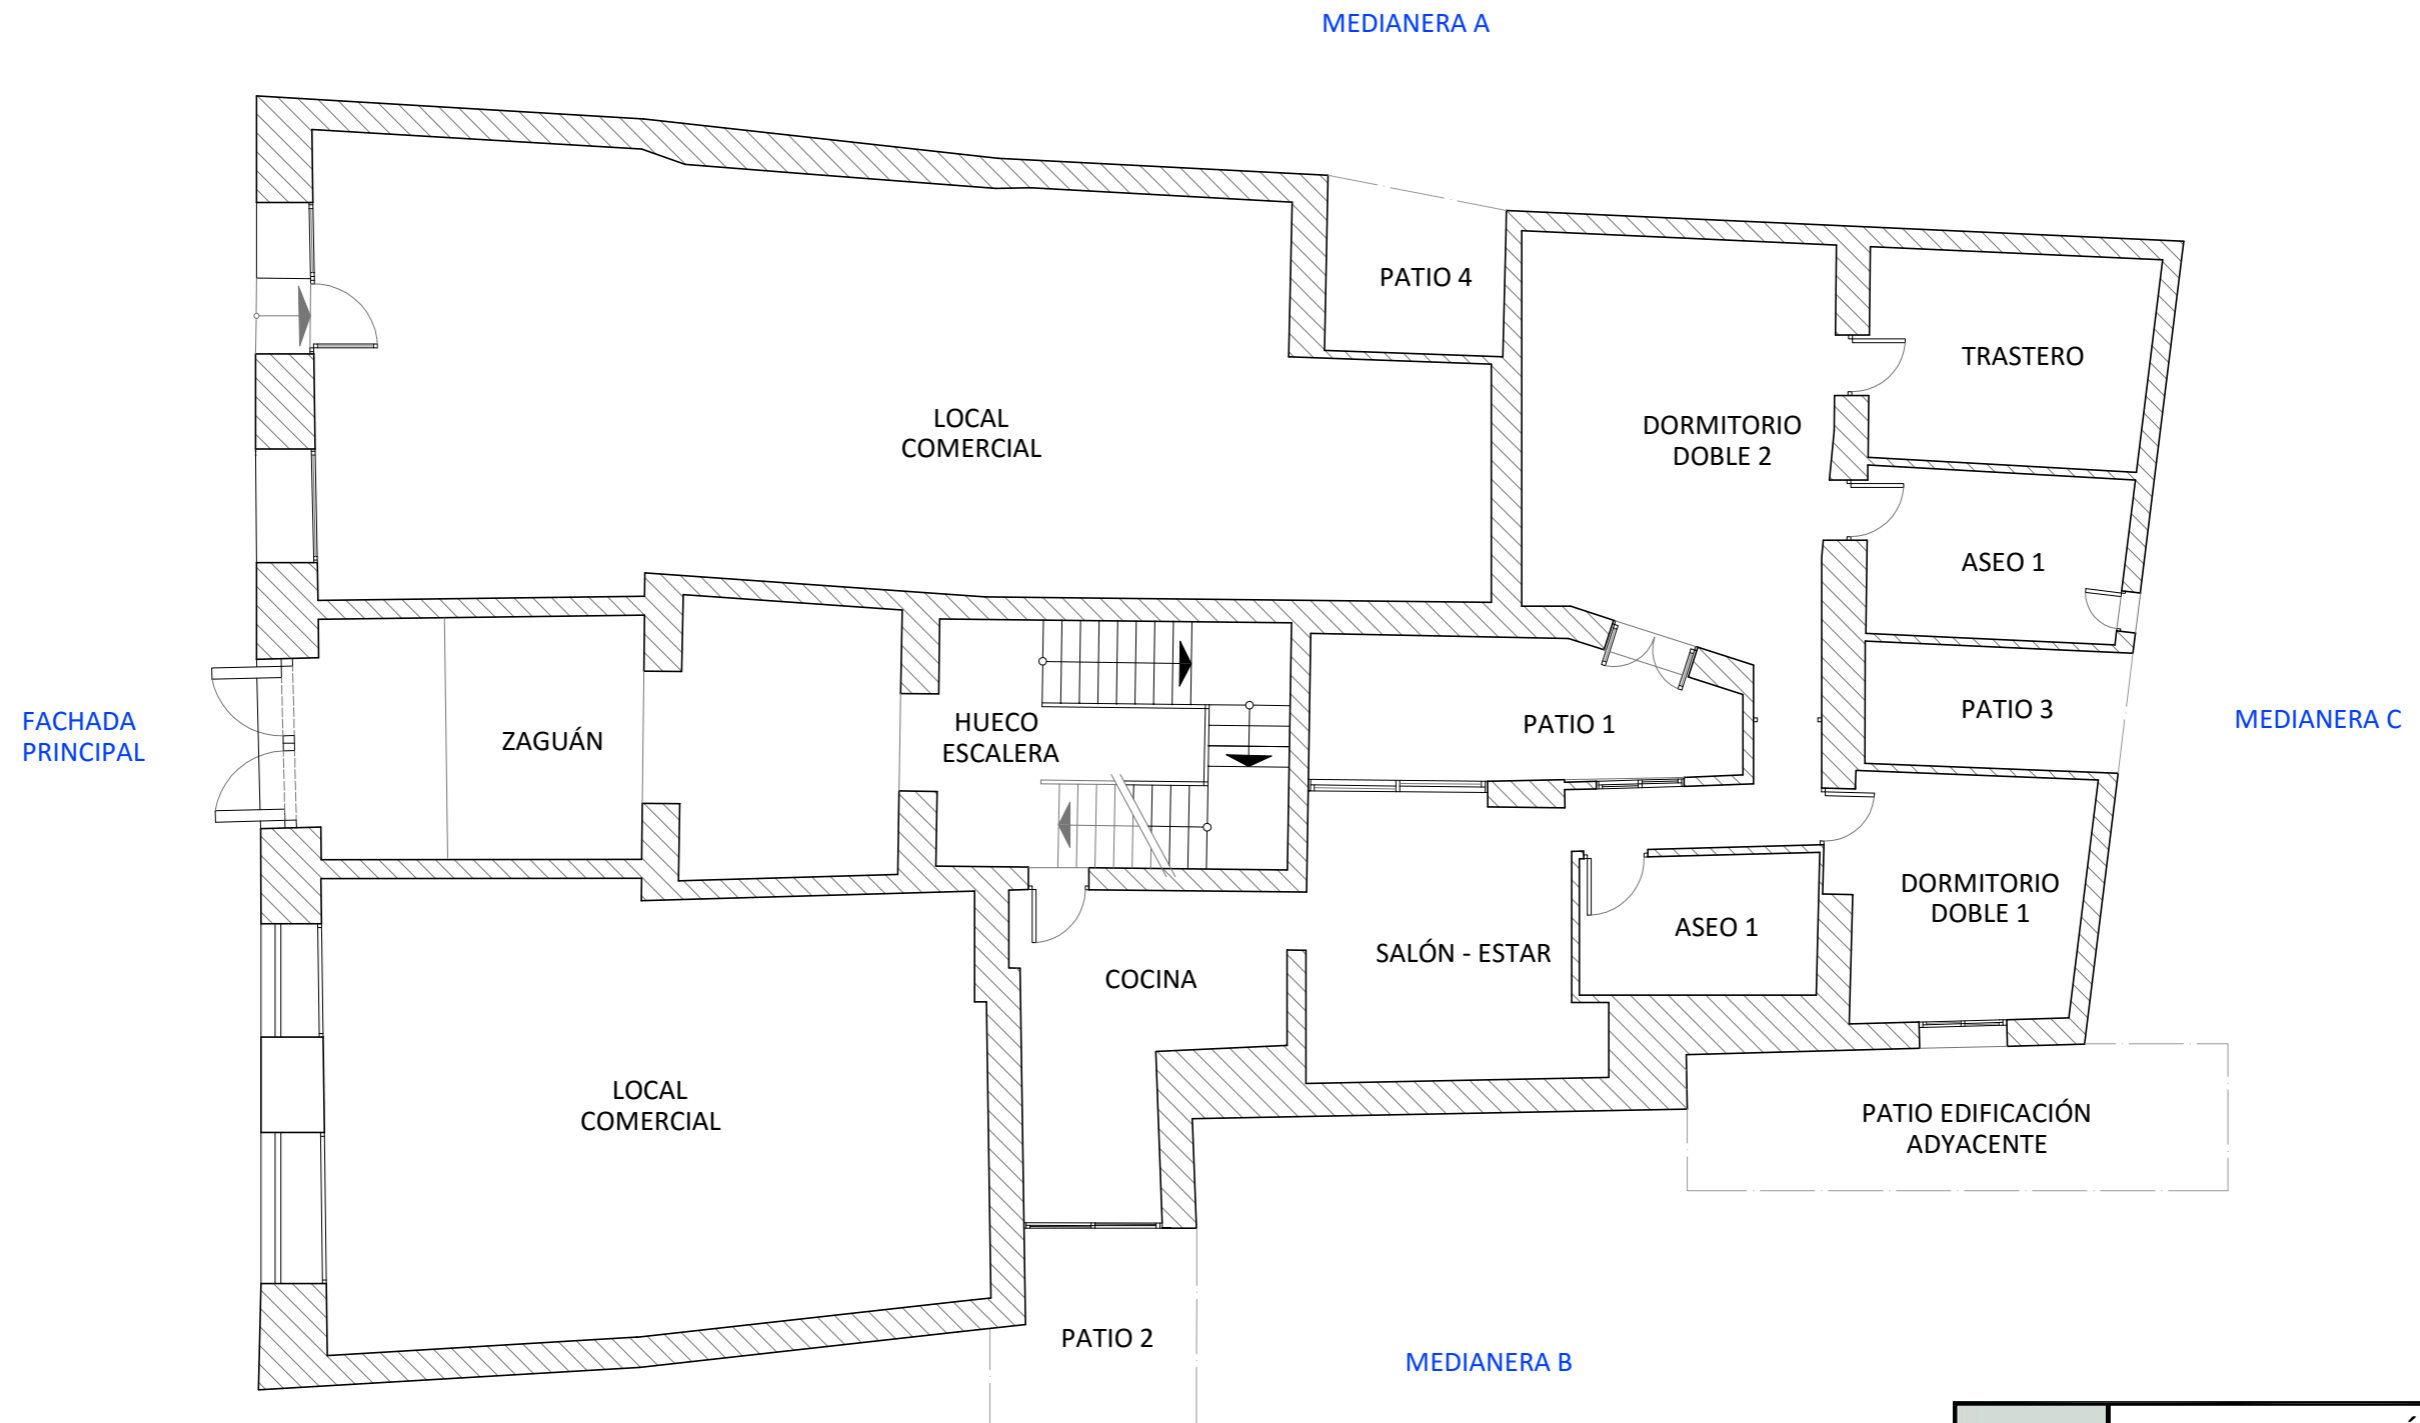 MEDIANERA A
PATIO 4
TRASTERO
LOCAL
COMERCIAL
DORMITORIO
DOBLE 2
ASEO 1
FACHADA
PRINCIPAL
ZAGUÁN
HUECO
ESCALERA
PATIO 1
PATIO 3
MEDIANERA C
DORMITORIO
DOBLE 1
ASEO 1
SALÓN - ESTAR
COCINA
LOCAL
COMERCIAL
PATIO EDIFICACIÓN
ADYACENTE
PATIO 2
MEDIANERA B